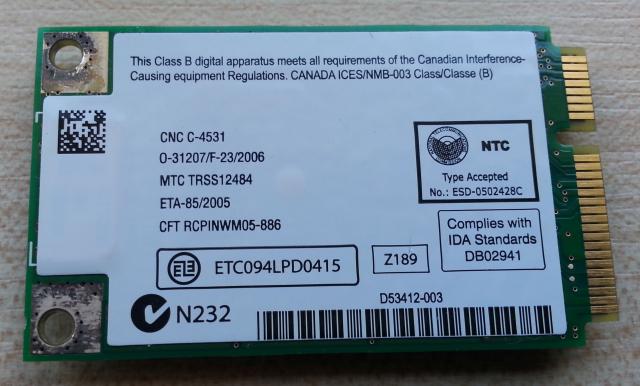 This Class B digital apparatus meets all requirements of the Canadian Interference-
Causing equipment Regulations. CANADA ICES/NMB-003 Class/Classe (B)
CNC C-4531
O-31207/F-23/2006
MTC TRSS12484
ETA-85/2005
CFT RCPINWM05-886
NTC
Type Accepted
No.: ESD-0502428C
Complies with
IDA Standards
DB02941
ETC094LPD0415
Z189
N232
D53412-003